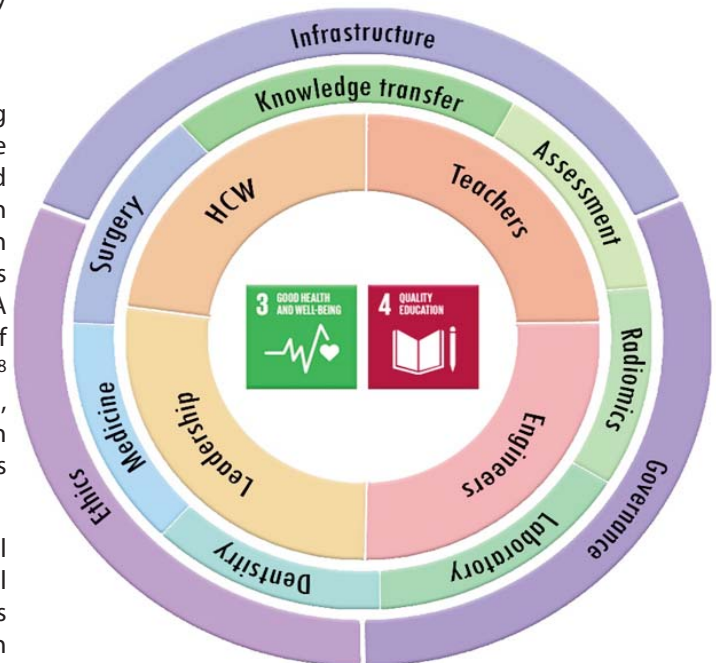 Infrastructure
Knowledge transfer
Assessment
Surgery
HCW
Teachers
3 GOOD HEALTH
AND WELL-BEING
4 QUALITY
EDUCATION
Radiomics
Medicine
Leadership
Engineers
Ethics
Governance
Dentsitry
Laboratory